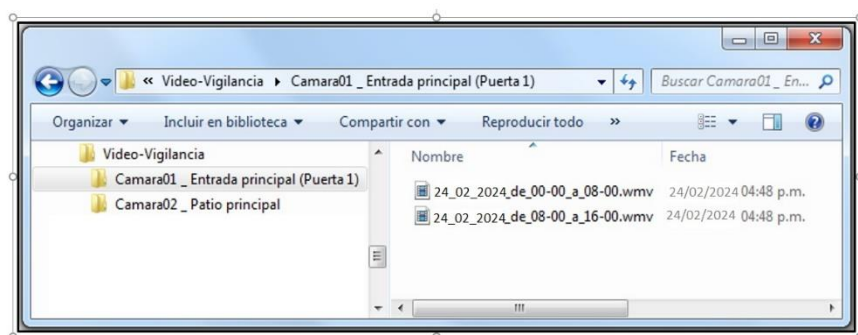 « Video-Vigilancia ▸ Camara01 _ Entrada principal (Puerta 1)
Buscar Camara01 _ En...
Organizar Incluir en biblioteca Compartir con Reproducir todo »
Video-Vigilancia
Camara01 _ Entrada principal (Puerta 1)
Camara02 _ Patio principal
Nombre Fecha
24_02_2024_de_00-00_a_08-00.wmv 24/02/2024 04:48 p.m.
24_02_2024_de_08-00_a_16-00.wmv 24/02/2024 04:48 p.m.